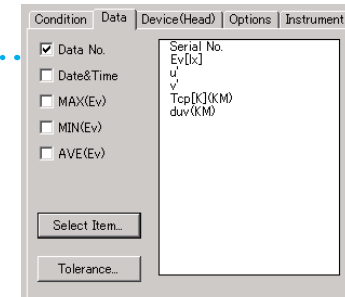 Condition Data Device(Head) Options Instrument
Data No.
Date&Time
MAX(Ev)
MIN(Ev)
AVE(Ev)
Select Item...
Tolerance...
Serial No.
Ev[lx]
u'
v'
Tcp[K](KM)
duv(KM)